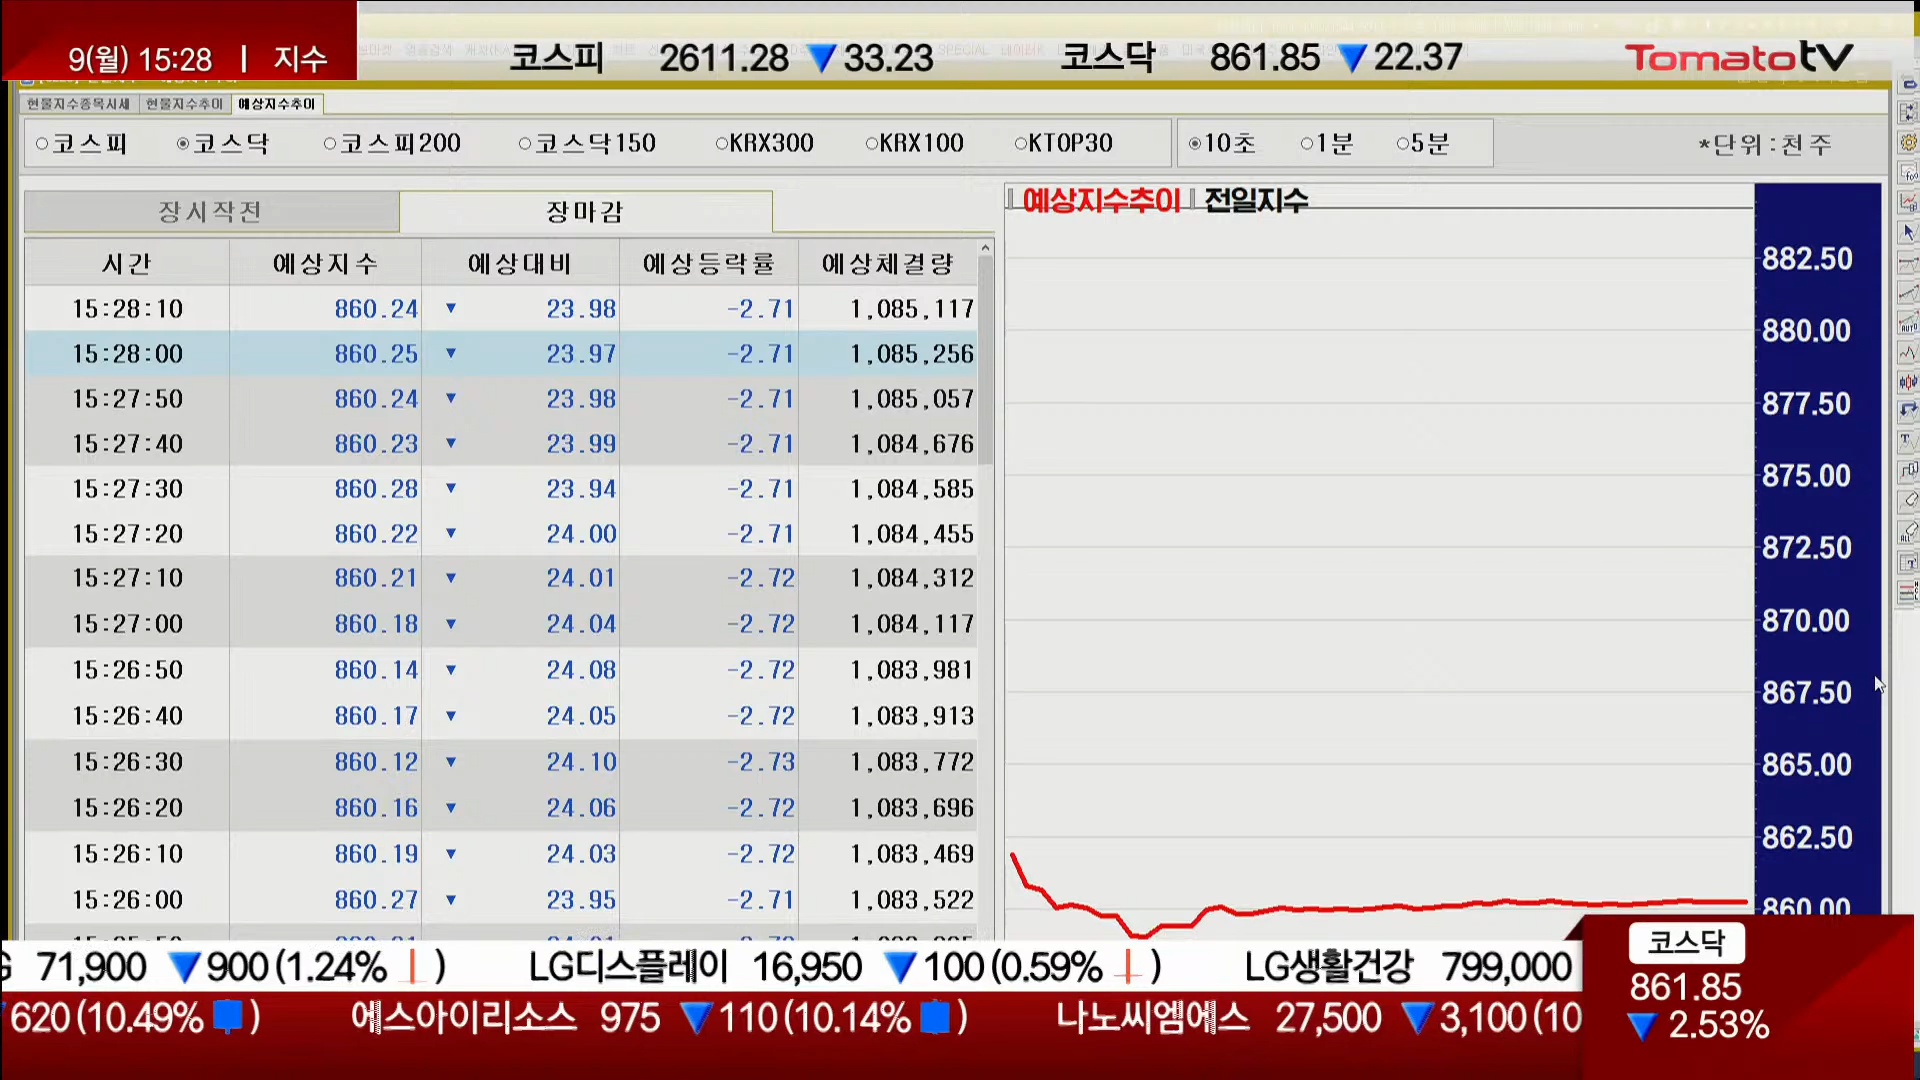 9(월) 15:28 | 지수
코스피 2611.28 ▼33.23 코스닥 861.85 ▼22.37
Tomatotv
현물지수종목시세 현물지수추이 예상지수추이
코스피 코스닥 코스피200 코스닥150 KRX300 KRX100 KTOP30 10초 1분 5분 *단위:천주
장시작전 장마감
예상지수추이 전일지수
시간 예상지수 예상대비 예상등락률 예상체결량
15:28:10 860.24 ▼ 23.98 -2.71 1,085,117
15:28:00 860.25 ▼ 23.97 -2.71 1,085,256
15:27:50 860.24 ▼ 23.98 -2.71 1,085,057
15:27:40 860.23 ▼ 23.99 -2.71 1,084,676
15:27:30 860.28 ▼ 23.94 -2.71 1,084,585
15:27:20 860.22 ▼ 24.00 -2.71 1,084,455
15:27:10 860.21 ▼ 24.01 -2.72 1,084,312
15:27:00 860.18 ▼ 24.04 -2.72 1,084,117
15:26:50 860.14 ▼ 24.08 -2.72 1,083,981
15:26:40 860.17 ▼ 24.05 -2.72 1,083,913
15:26:30 860.12 ▼ 24.10 -2.73 1,083,772
15:26:20 860.16 ▼ 24.06 -2.72 1,083,696
15:26:10 860.19 ▼ 24.03 -2.72 1,083,469
15:26:00 860.27 ▼ 23.95 -2.71 1,083,522
882.50
880.00
877.50
875.00
872.50
870.00
867.50
865.00
862.50
860.00
71,900 ▼900(1.24% ) LG디스플레이 16,950 ▼100(0.59% ) LG생활건강 799,000
620(10.49% ) 에스아이리소스 975 ▼110(10.14% ) 나노씨엠에스 27,500 ▼3,100(10
코스닥
861.85
▼ 2.53%